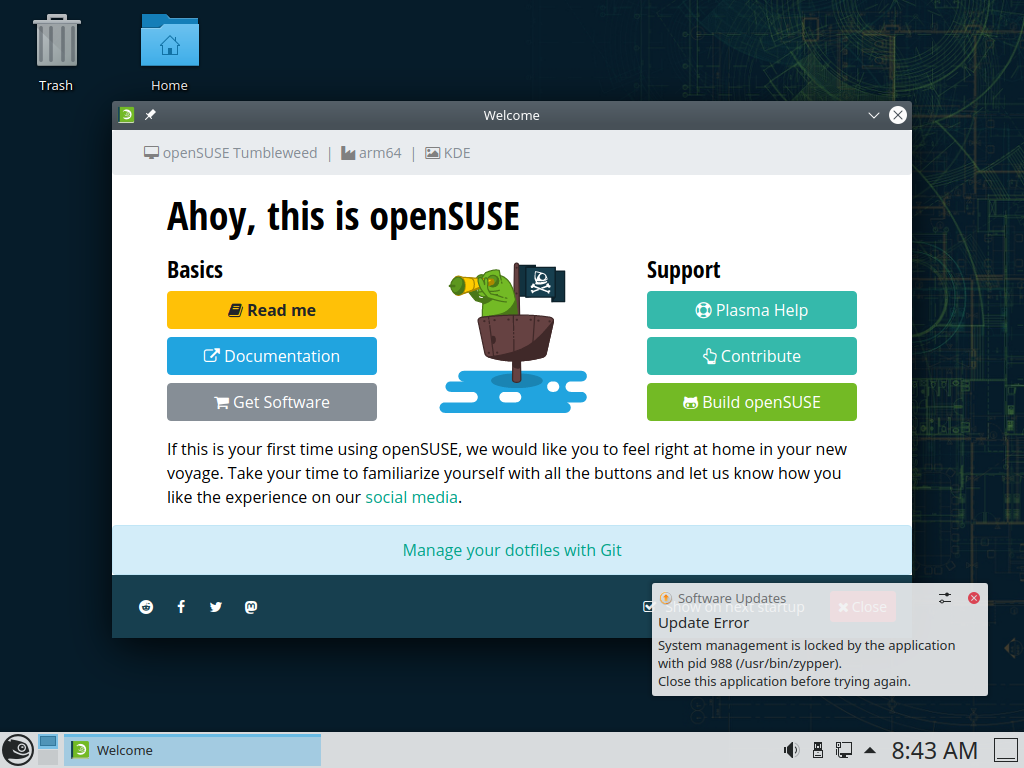 Trash
Home
Welcome
openSUSE Tumbleweed | arm64 | KDE
Ahoy, this is openSUSE
Basics
Support
Read me
Plasma Help
Documentation
Contribute
Get Software
Build openSUSE
If this is your first time using openSUSE, we would like you to feel right at home in your new
voyage. Take your time to familiarize yourself with all the buttons and let us know how you
like the experience on our social media.
Manage your dotfiles with Git
Show on next startup
Close
Software Updates
Update Error
System management is locked by the application
with pid 988 (/usr/bin/zypper).
Close this application before trying again.
Welcome
8:43 AM